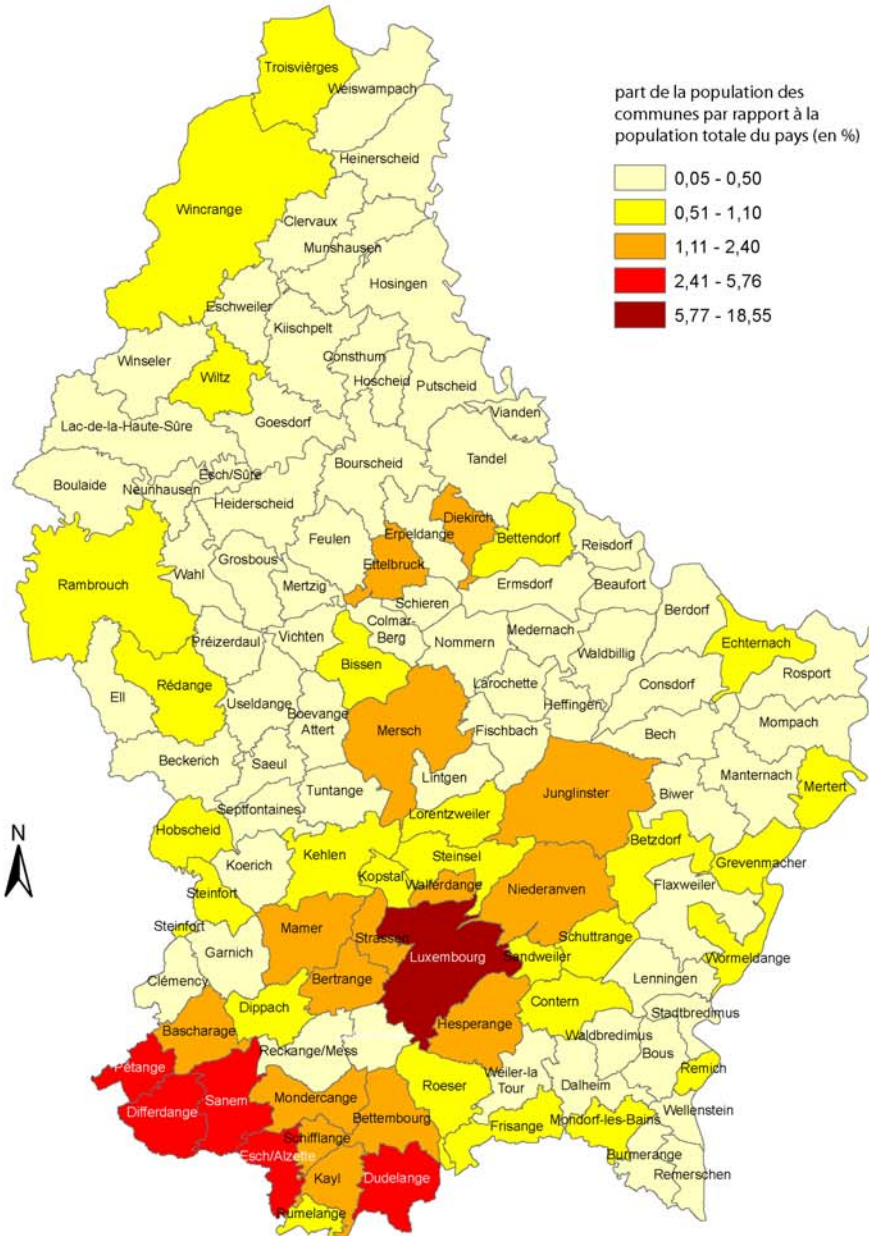 Troisvièrges
Weiswampach
part de la population des
communes par rapport à la
population totale du pays (en %)
Heinerscheid
0,05 - 0,50
0,51 - 1,10
Wincrange
Clervaux
1,11 - 2,40
Munshausen
2,41 - 5,76
Hosingen
5,77 - 18,55
Eschweiler
Kiischpelt
Winseler
Consthum
Wiltz
Hoscheid
Putscheid
Vianden
Lac-de-la-Haute-Sûre
Goesdorf
Bourscheid
Tandel
Esch/Sûre
Boulaide
Neunhausen
Heiderscheid
Diekirch
Erpeldange
Bettendorf
Feulen
Reisdorf
Grosbous
Ettelbruck
Rambrouch
Wahl
Mertzig
Ermsdorf
Beaufort
Schieren
Berdorf
Colmar-
Berg
Préizerdaul
Vichten
Nommern
Medernach
Waldbillig
Echternach
Bissen
Rosport
Ell
Rédange
Larochette
Consdorf
Useldange
Heffingen
Boevange
Attert
Mompach
Mersch
Fischbach
Bech
Beckerich
Saeul
Lintgen
Manternach
Tuntange
Junglinster
Biwer
Mertert
Septfontaines
N
Lorentzweiler
Hobscheid
Betzdorf
Steinsel
Kehlen
Grevenmacher
Koerich
Kopstal
Flaxweiler
Walferdange
Niederanven
Steinfort
Steinfort
Mamer
Strassen
Schuttrange
Garnich
Luxembourg
Sandweiler
Wormeldange
Clémency
Bertrange
Lenningen
Dippach
Contern
Stadtbredimus
Bascharage
Hesperange
Waldbredimus
Reckange/Mess
Bous
Pétange
Weiler-la
Tour
Remich
Roeser
Dalheim
Sanem
Mondercange
Differdange
Bettembourg
Wellenstein
Mondorf-les-Bains
Frisange
Schifflange
Esch/Alzette
Burmerange
Kayl
Dudelange
Remerschen
Rumelange